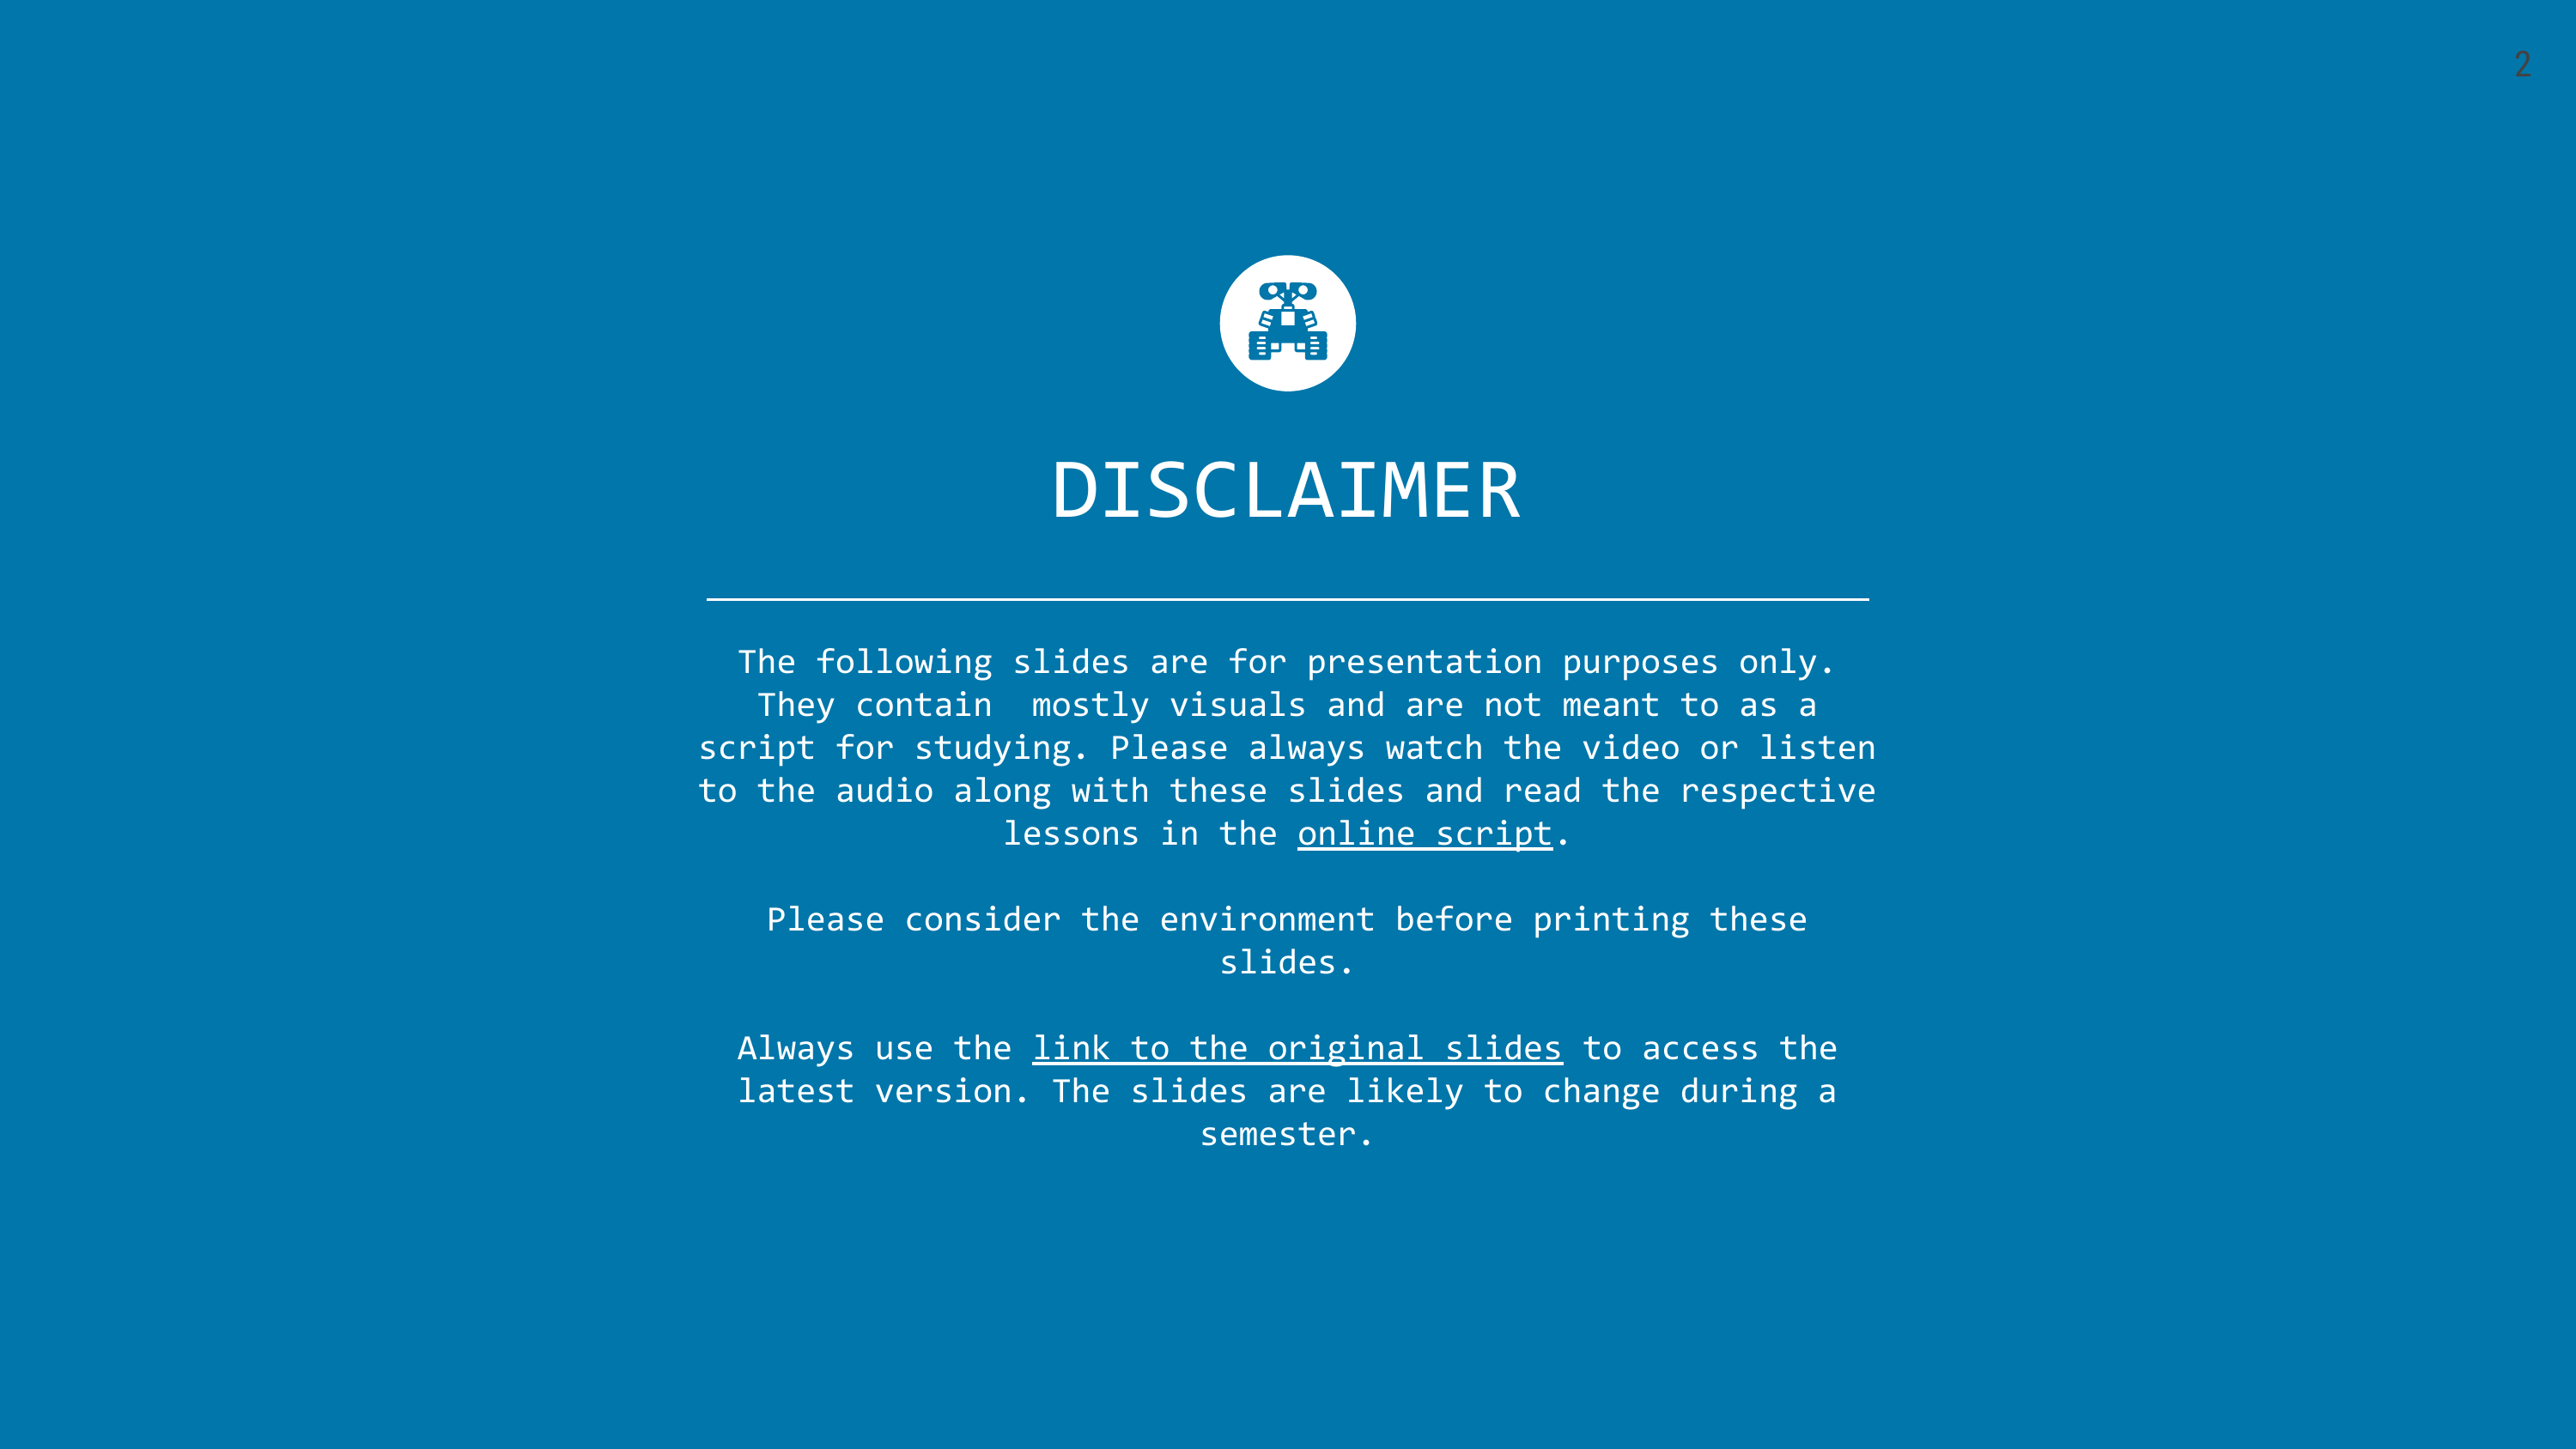 2
DISCLAIMER
The following slides are for presentation purposes only.
They contain  mostly visuals and are not meant to as a
script for studying. Please always watch the video or listen
to the audio along with these slides and read the respective
lessons in the online script.
Please consider the environment before printing these
slides.
Always use the link to the original slides to access the
latest version. The slides are likely to change during a
semester.